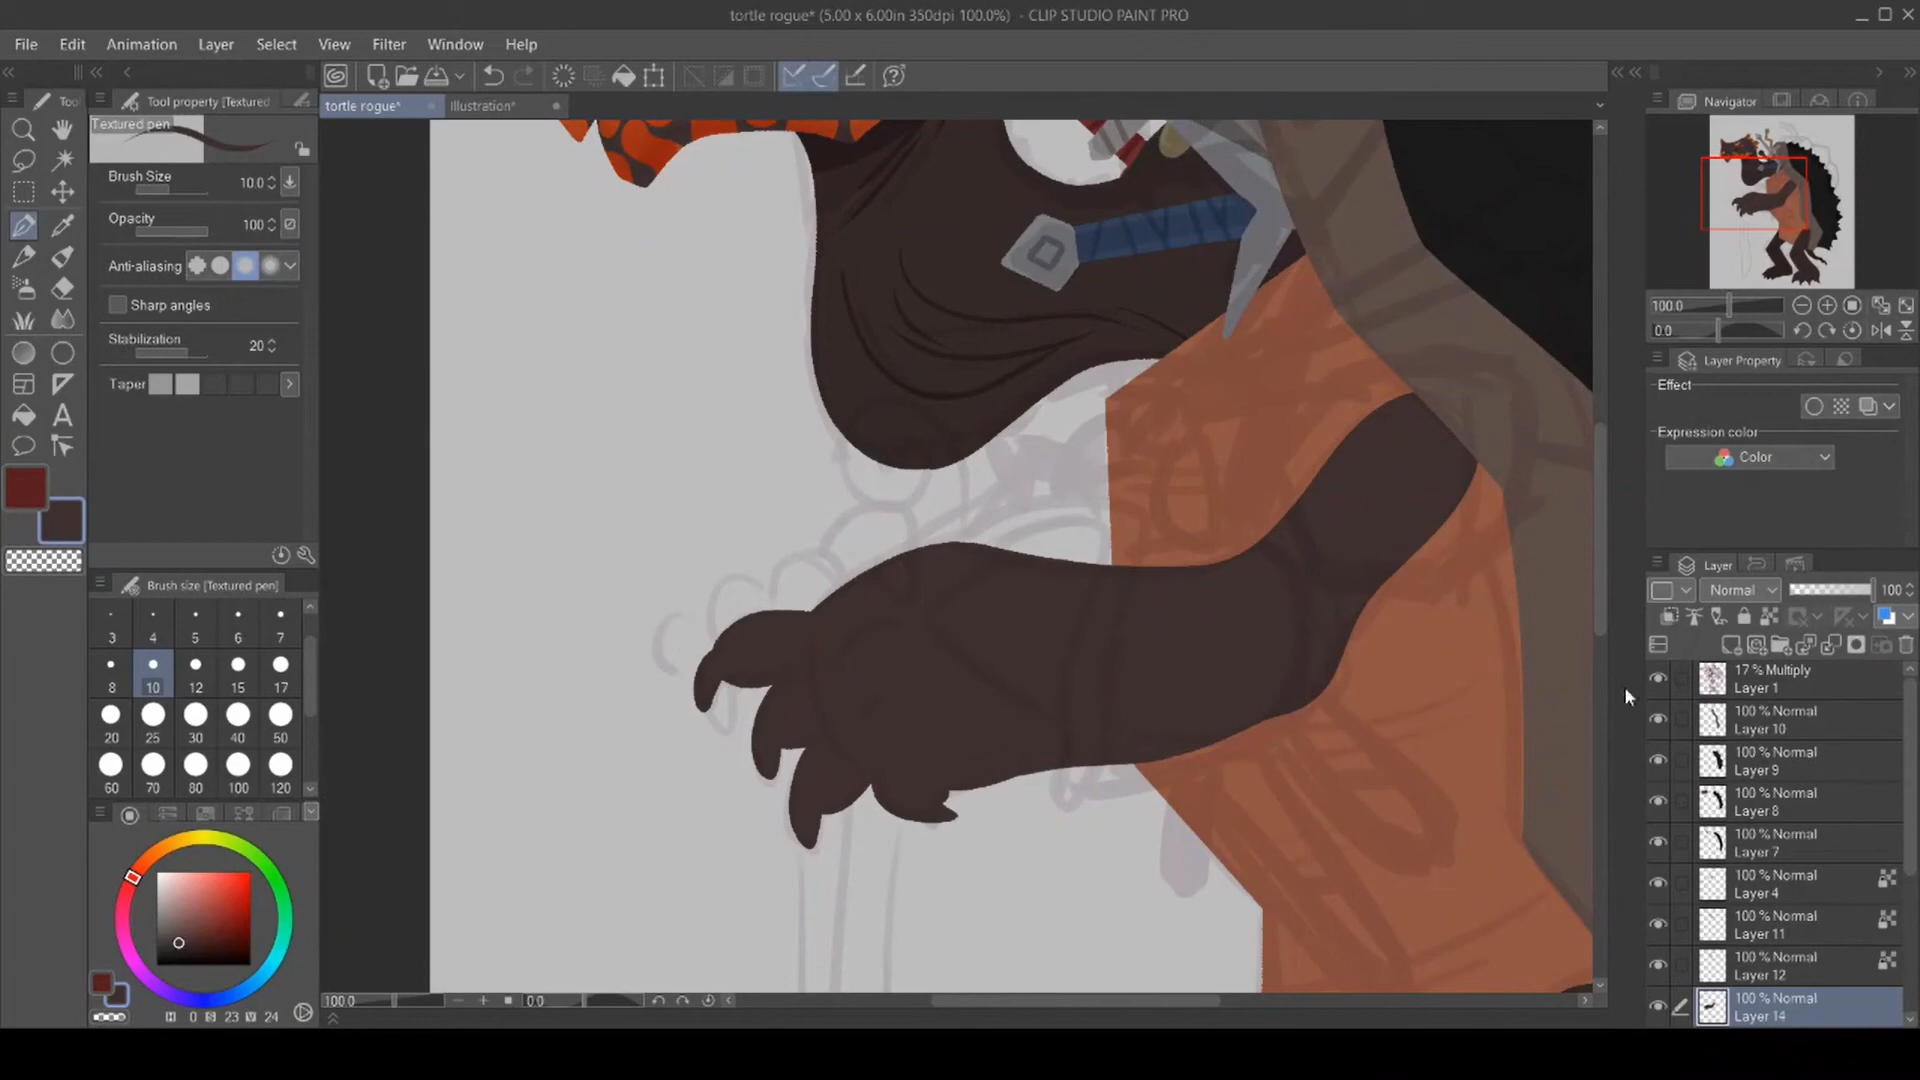 tortle rogue* (5.00 x 6.00in 350dpi 100.0%) - CLIP STUDIO PAINT PRO
File Edit Animation Layer Select View Filter Window Help
Too
Tool property [Textured
tortle rogue*
Illustration*
Navigator
Textured pen
Brush Size 10.0
Opacity 100
Anti-aliasing
Sharp angles
Stabilization 20
Taper
Brush size [Textured pen]
3 4 5 6 7
8 10 12 15 17
20 25 30 40 50
60 70 80 100 120
H 0 S 23 V 24
100.0
0.0
100.0
0.0
Layer Property
Effect
Expression color
Color
Layer
Normal 100
17 % Multiply
Layer 1
100 % Normal
Layer 10
100 % Normal
Layer 9
100 % Normal
Layer 8
100 % Normal
Layer 7
100 % Normal
Layer 4
100 % Normal
Layer 11
100 % Normal
Layer 12
100 % Normal
Layer 14